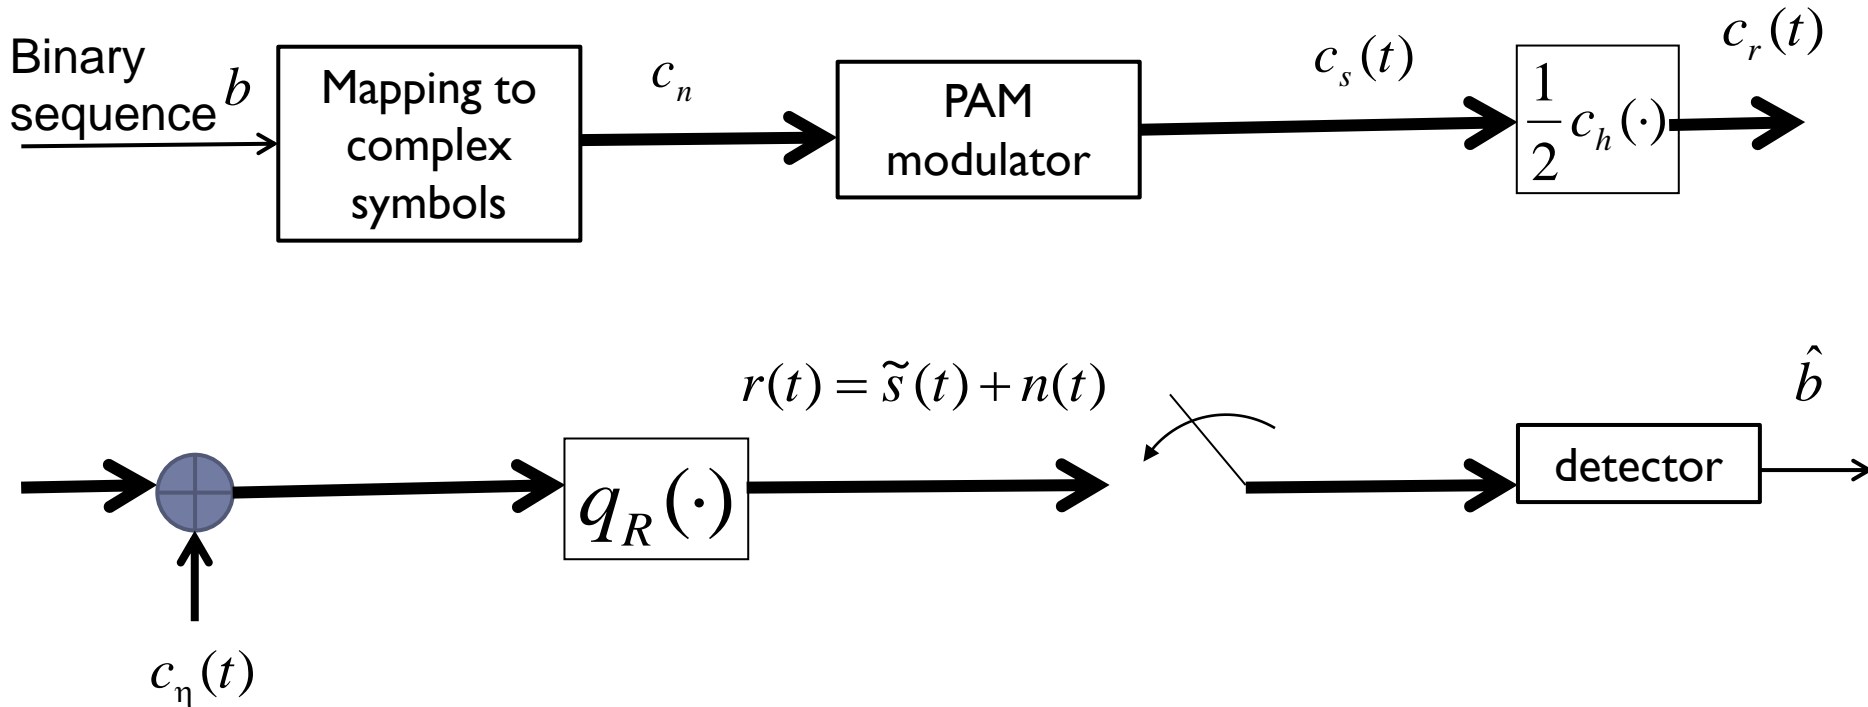 Binary
sequence
b
Mapping to
complex
symbols
c_n
PAM
modulator
c_s(t)
1/2 c_h(·)
c_r(t)
r(t) = s̃(t) + n(t)
b̂
q_R(·)
detector
c_η(t)